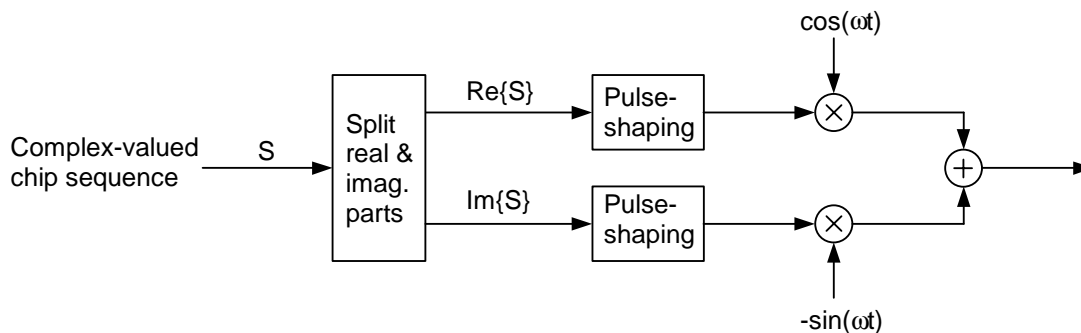 cos(ωt)
Re{S}
Pulse-
shaping
Split
real &
imag.
parts
Complex-valued
chip sequence
S
Im{S}
Pulse-
shaping
-sin(ωt)